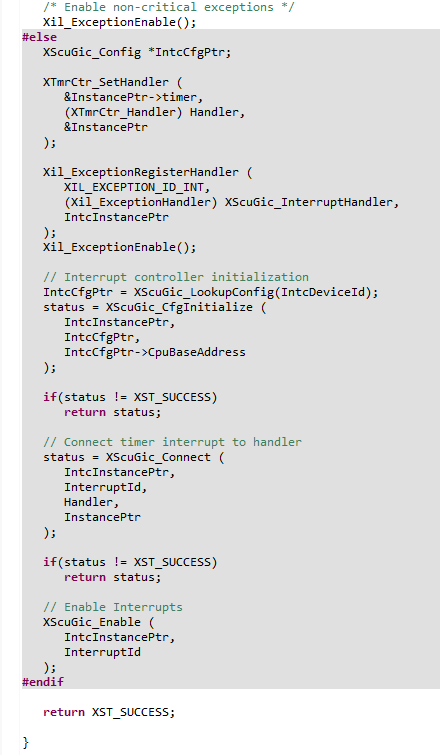 /* Enable non-critical exceptions */
Xil_ExceptionEnable();
#else
XScuGic_Config *IntcCfgPtr;
XTmrCtr_SetHandler (
&InstancePtr->timer,
(XTmrCtr_Handler) Handler,
&InstancePtr
);
Xil_ExceptionRegisterHandler (
XIL_EXCEPTION_ID_INT,
(Xil_ExceptionHandler) XScuGic_InterruptHandler,
IntcInstancePtr
);
Xil_ExceptionEnable();
// Interrupt controller initialization
IntcCfgPtr = XScuGic_LookupConfig(IntcDeviceId);
status = XScuGic_CfgInitialize (
IntcInstancePtr,
IntcCfgPtr,
IntcCfgPtr->CpuBaseAddress
);
if(status != XST_SUCCESS)
return status;
// Connect timer interrupt to handler
status = XScuGic_Connect (
IntcInstancePtr,
InterruptId,
Handler,
InstancePtr
);
if(status != XST_SUCCESS)
return status;
// Enable Interrupts
XScuGic_Enable (
IntcInstancePtr,
InterruptId
);
#endif
return XST_SUCCESS;
}